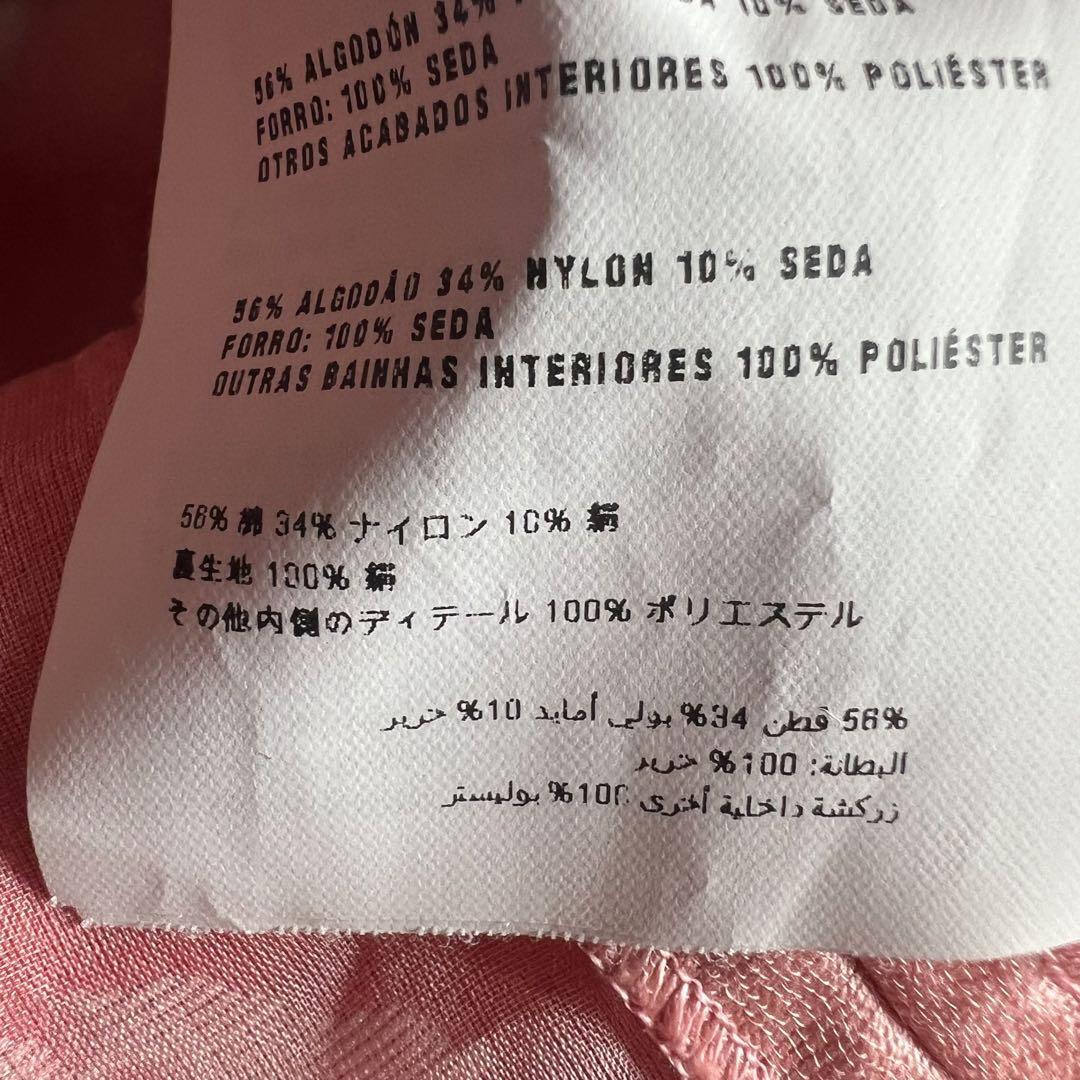 56% ALGODÓN 34% 10% SEDA
FORRO: 100% SEDA
OTROS ACABADOS INTERIORES 100% POLIÉSTER
56% ALGODÃO 34% NYLON 10% SEDA
FORRO: 100% SEDA
OUTRAS BAINHAS INTERIORES 100% POLIÉSTER
56% 綿 34% ナイロン 10% 絹
裏生地 100% 絹
その他内側のディテール 100% ポリエステル
56% قطن 34% بولي أمايد 10% حرير
البطانة: 100% حرير
زركشة داخلية أخرى 100% بوليستر